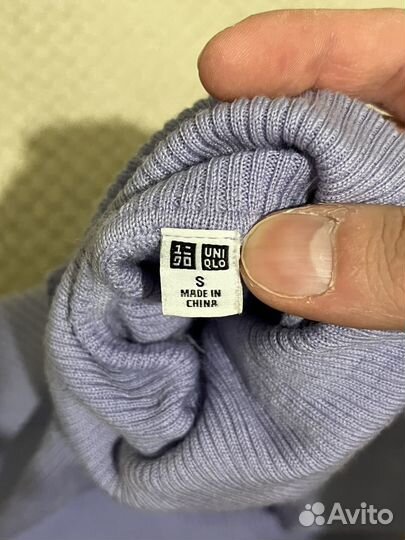 ユニ UNI
クロ QLO
S
MADE IN
CHINA
Avito